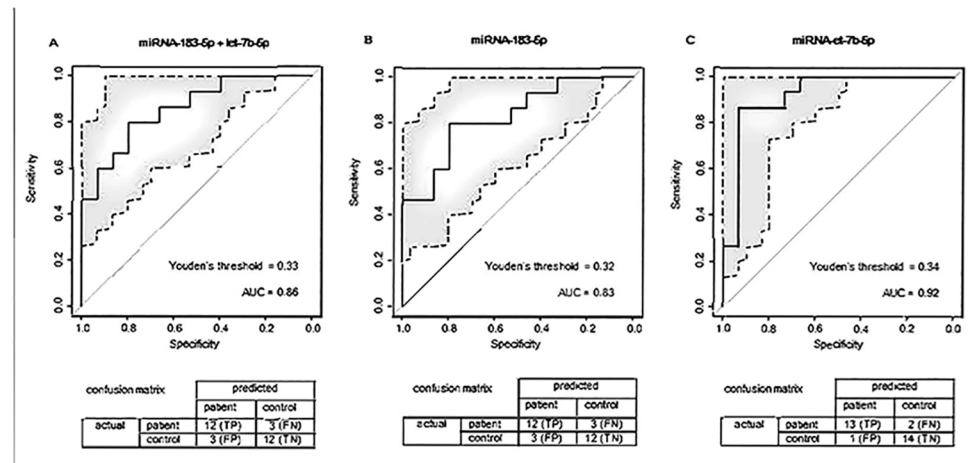 A miRNA-183-5p + let-7b-5p
Sensitivity
1.0
0.8
0.6
0.4
0.2
0.0
Youden's threshold = 0.33
AUC = 0.86
1.0 0.8 0.6 0.4 0.2 0.0
Specificity
confusion matrix predicted
patient control
actual patient 12 (TP) 3 (FN)
control 3 (FP) 12 (TN)
B miRNA-183-5p
Sensitivity
1.0
0.8
0.6
0.4
0.2
0.0
Youden's threshold = 0.32
AUC = 0.83
1.0 0.8 0.6 0.4 0.2 0.0
Specificity
confusion matrix predicted
patient control
actual patient 12 (TP) 3 (FN)
control 3 (FP) 12 (TN)
C miRNA-et-7b-5p
Sensitivity
1.0
0.8
0.6
0.4
0.2
0.0
Youden's threshold = 0.34
AUC = 0.92
1.0 0.8 0.6 0.4 0.2 0.0
Specificity
confusion matrix predicted
patient control
actual patient 13 (TP) 2 (FN)
control 1 (FP) 14 (TN)